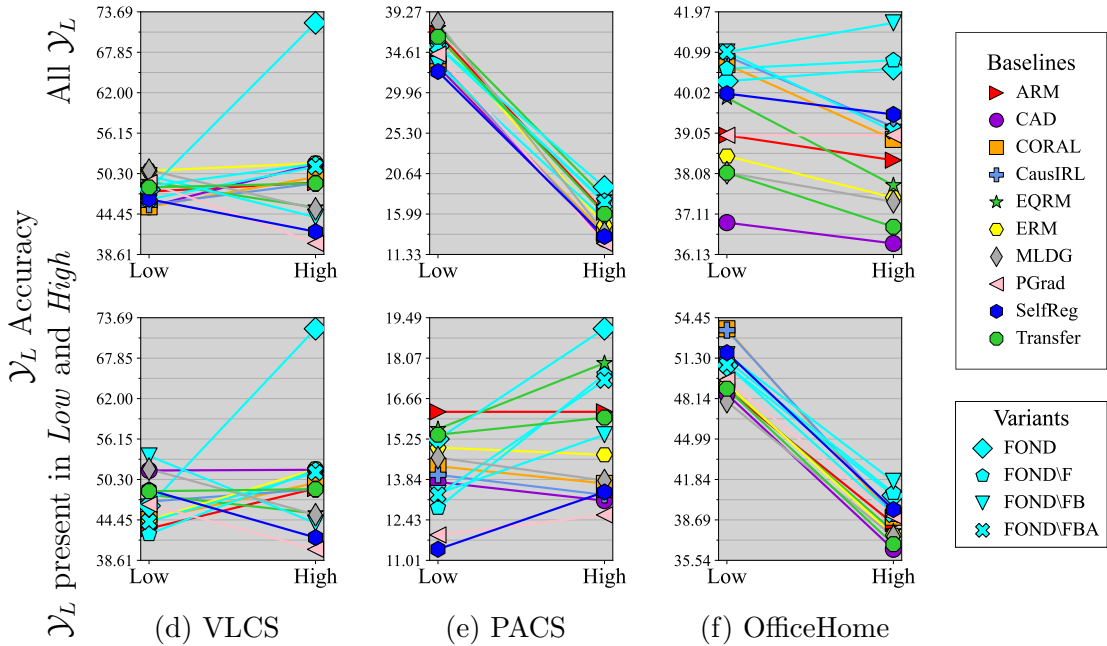 All 𝒴_L
73.69
67.85
62.00
56.15
50.30
44.45
38.61
Low
High
39.27
34.61
29.96
25.30
20.64
15.99
11.33
Low
High
41.97
40.99
40.02
39.05
38.08
37.11
36.13
Low
High
Baselines
ARM
CAD
CORAL
CausIRL
EQRM
ERM
MLDG
PGrad
SelfReg
Transfer
𝒴_L Accuracy
𝒴_L present in Low and High
73.69
67.85
62.00
56.15
50.30
44.45
38.61
Low
High
19.49
18.07
16.66
15.25
13.84
12.43
11.01
Low
High
54.45
51.30
48.14
44.99
41.84
38.69
35.54
Low
High
Variants
FOND
FOND\F
FOND\FB
FOND\FBA
(d) VLCS
(e) PACS
(f) OfficeHome